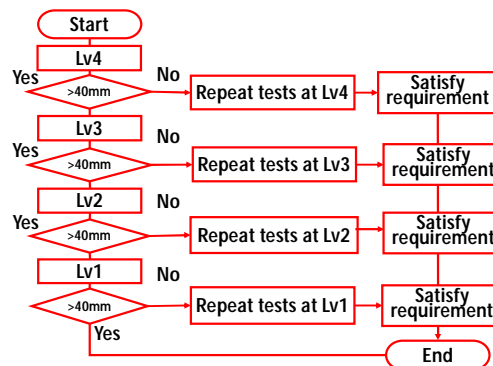 Start
Lv4
Yes
No
>40mm
Repeat tests at Lv4
Satisfy
requirement
Lv3
Yes
No
>40mm
Repeat tests at Lv3
Satisfy
requirement
Lv2
Yes
No
>40mm
Repeat tests at Lv2
Satisfy
requirement
Lv1
No
>40mm
Repeat tests at Lv1
Satisfy
requirement
Yes
End